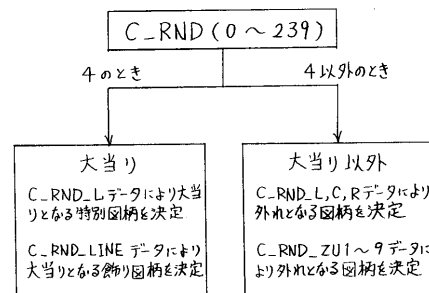 C_RND(0～239)
4のとき
4以外のとき
大当り
C_RND_Lデータにより大当
りとなる特別図柄を決定
C_RND_LINEデータにより
大当りとなる飾り図柄を決定
大当り以外
C_RND_L,C,Rデータにより
外れとなる図柄を決定
C_RND_ZU1～9データに
より外れとなる図柄を決定